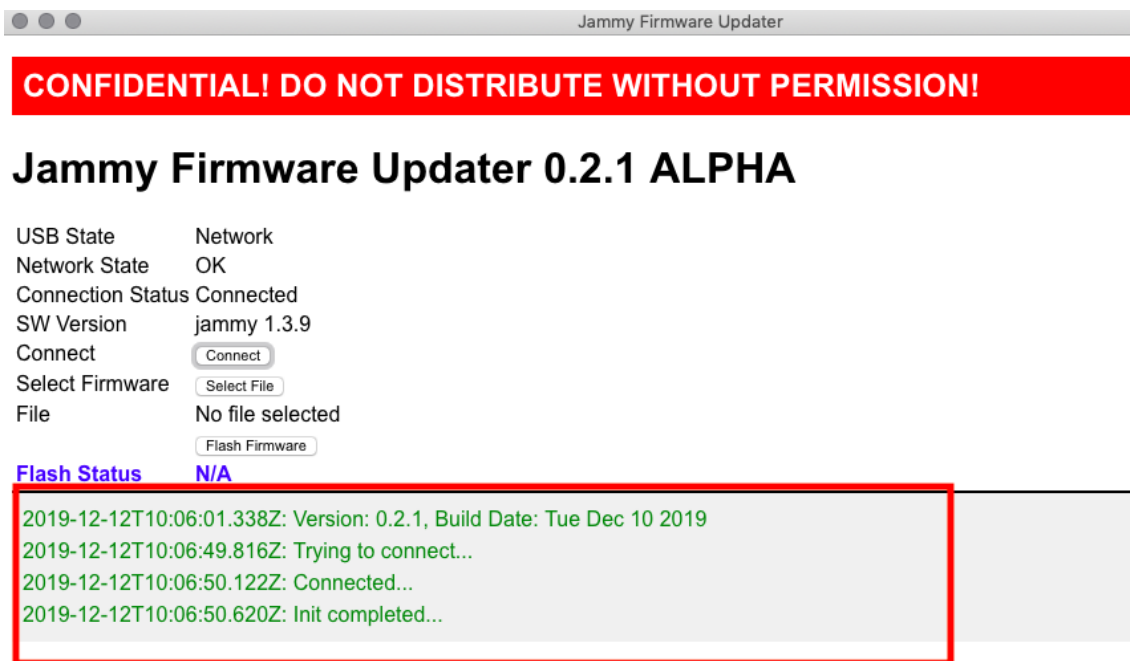 Jammy Firmware Updater
CONFIDENTIAL! DO NOT DISTRIBUTE WITHOUT PERMISSION!
Jammy Firmware Updater 0.2.1 ALPHA
USB State Network
Network State OK
Connection Status Connected
SW Version jammy 1.3.9
Connect Connect
Select Firmware Select File
File No file selected
Flash Firmware
Flash Status N/A
2019-12-12T10:06:01.338Z: Version: 0.2.1, Build Date: Tue Dec 10 2019
2019-12-12T10:06:49.816Z: Trying to connect...
2019-12-12T10:06:50.122Z: Connected...
2019-12-12T10:06:50.620Z: Init completed...